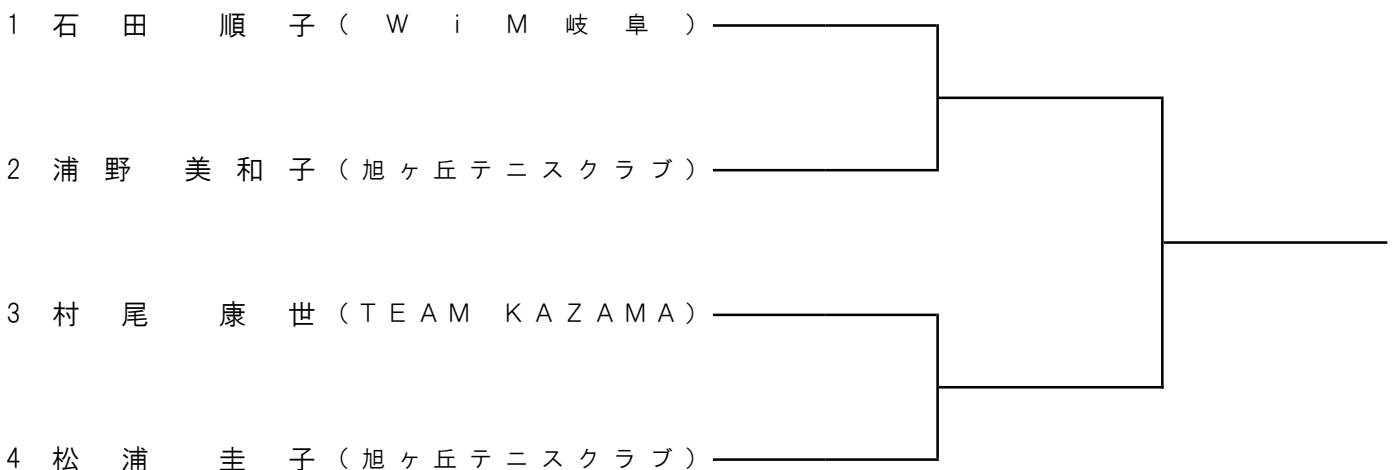 1 石田 順子 (WiM岐阜)
2 浦野 美和子 (旭ヶ丘テニスクラブ)
3 村尾 康世 (TEAM KAZAMA)
4 松浦 圭子 (旭ヶ丘テニスクラブ)